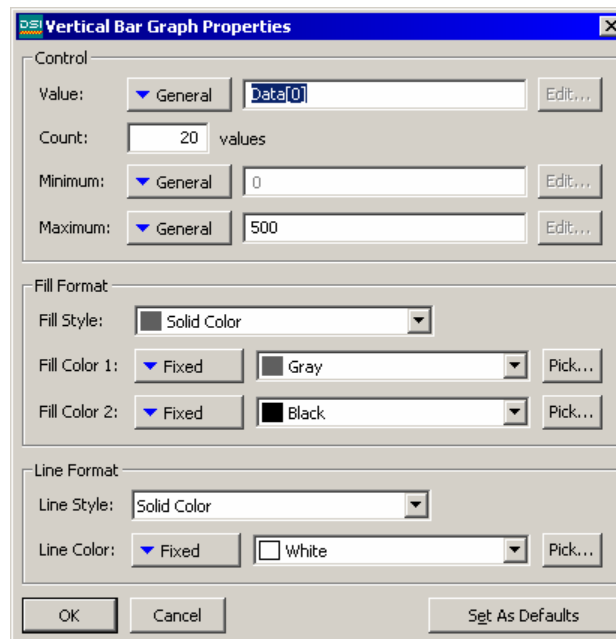 DSI Vertical Bar Graph Properties
Control
Value: General Data[0] Edit...
Count: 20 values
Minimum: General 0 Edit...
Maximum: General 500 Edit...
Fill Format
Fill Style: Solid Color
Fill Color 1: Fixed Gray Pick...
Fill Color 2: Fixed Black Pick...
Line Format
Line Style: Solid Color
Line Color: Fixed White Pick...
OK Cancel Set As Defaults